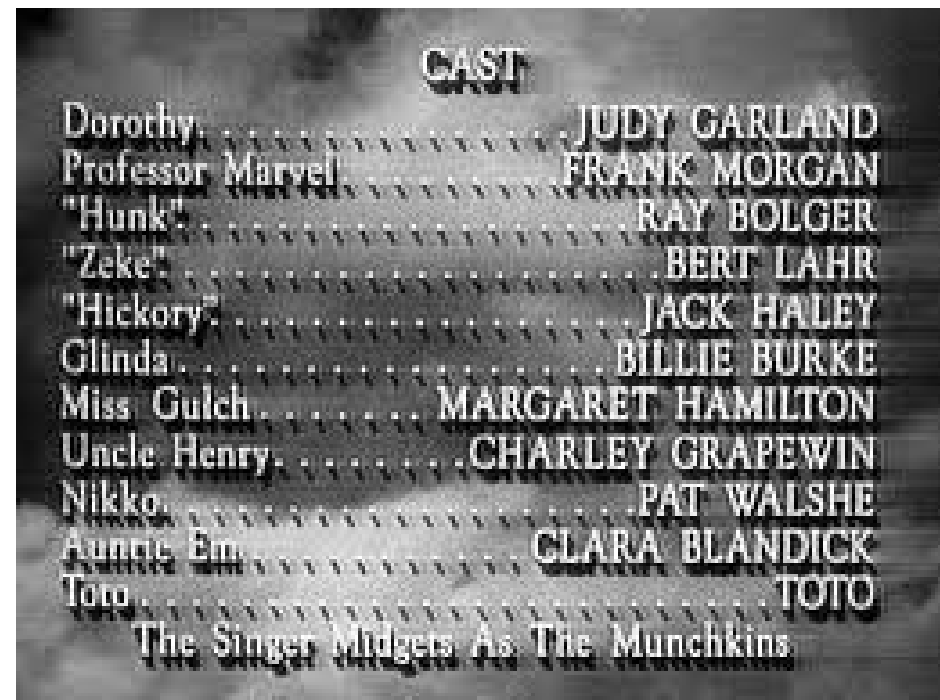 CAST
Dorothy. . . . . . . . . . . . . . JUDY GARLAND
Professor Marvel. . . . . . . . . FRANK MORGAN
"Hunk". . . . . . . . . . . . . . . . . RAY BOLGER
"Zeke". . . . . . . . . . . . . . . . . . BERT LAHR
"Hickory". . . . . . . . . . . . . . . . JACK HALEY
Glinda . . . . . . . . . . . . . . . . BILLIE BURKE
Miss Gulch . . . . . . . MARGARET HAMILTON
Uncle Henry. . . . . . . . CHARLEY GRAPEWIN
Nikko. . . . . . . . . . . . . . . . . . PAT WALSHE
Auntie Em. . . . . . . . . . . CLARA BLANDICK
Toto . . . . . . . . . . . . . . . . . . . . . . . . TOTO
The Singer Midgets As The Munchkins